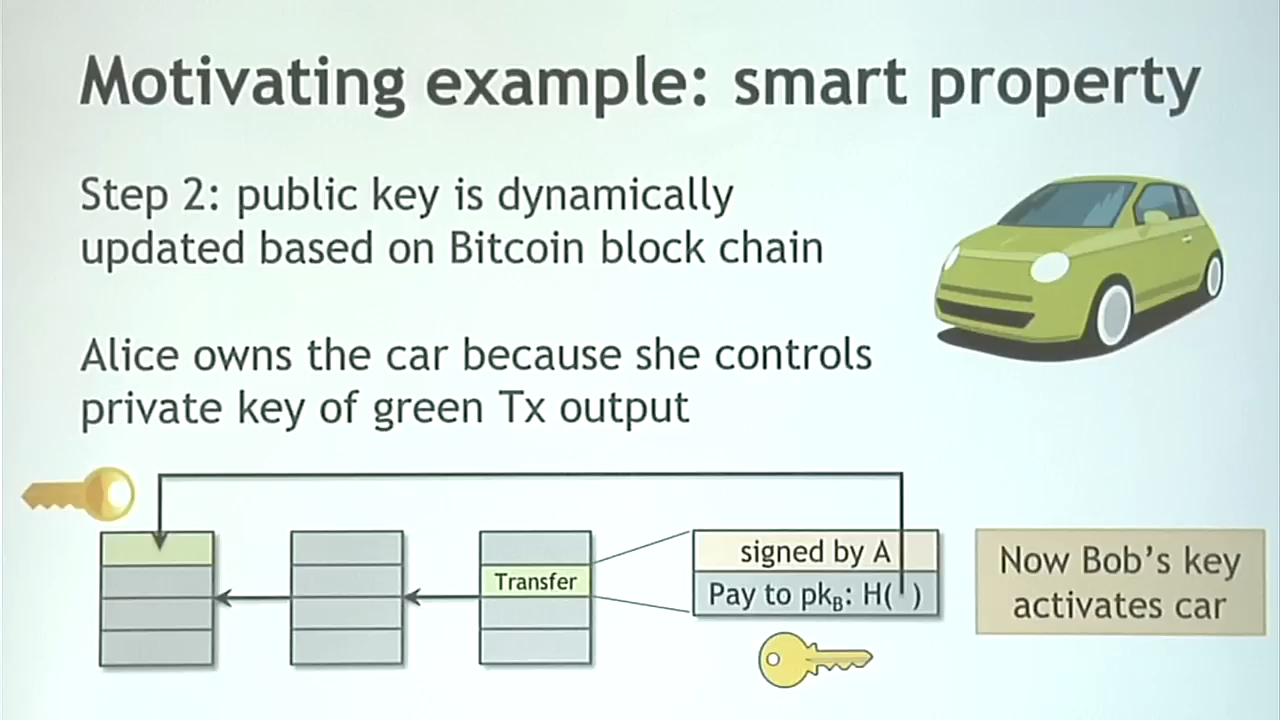 Motivating example: smart property
Step 2: public key is dynamically
updated based on Bitcoin block chain
Alice owns the car because she controls
private key of green Tx output
Transfer
signed by A
Pay to pkB: H( )
Now Bob's key
activates car